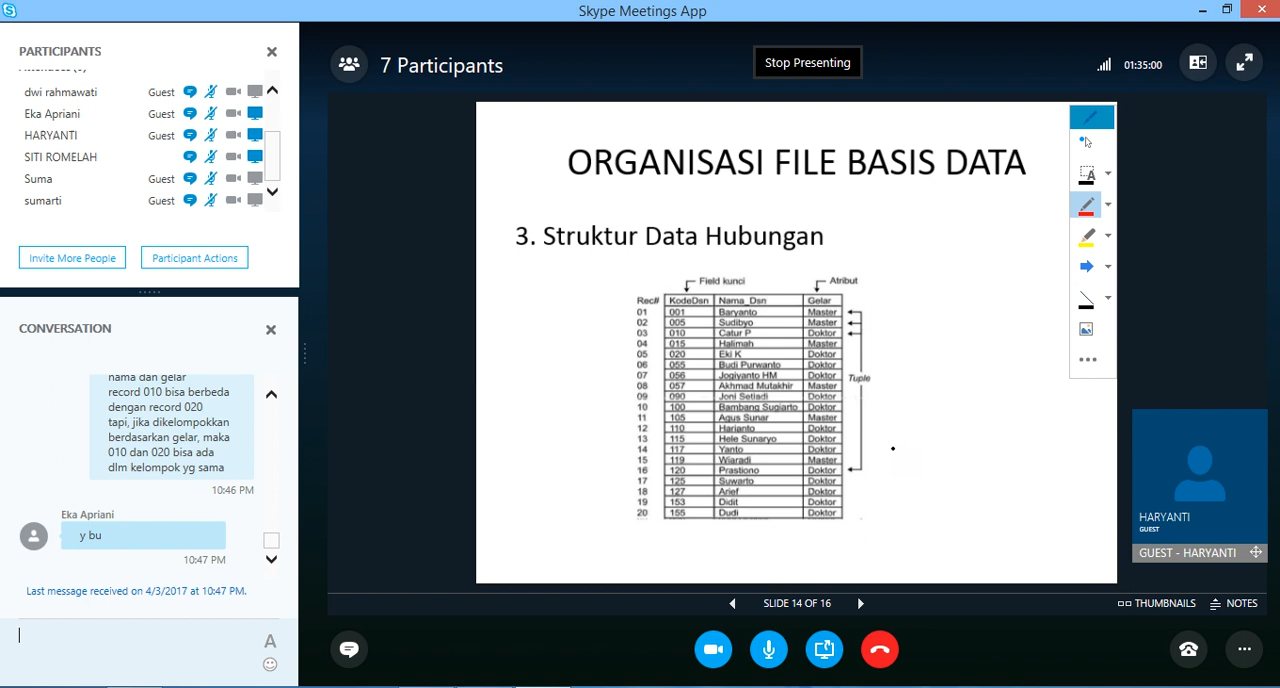 Skype Meetings App
PARTICIPANTS
dwi rahmawati Guest
Eka Apriani Guest
HARYANTI Guest
SITI ROMELAH
Suma Guest
sumarti Guest
Invite More People Participant Actions
CONVERSATION
nama dan gelar
record 010 bisa berbeda
dengan record 020
tapi, jika dikelompokkan
berdasarkan gelar, maka
010 dan 020 bisa ada
dlm kelompok yg sama
10:46 PM
Eka Apriani
y bu
10:47 PM
Last message received on 4/3/2017 at 10:47 PM.
A
7 Participants
Stop Presenting
01:35:00
ORGANISASI FILE BASIS DATA
3. Struktur Data Hubungan
Field kunci Atribut
Rec# KodeDsn Nama_Dsn Gelar
01 001 Baryanto Master
02 005 Sudibyo Master
03 010 Catur P Doktor
04 015 Halimah Master
05 020 Eki K Doktor
06 055 Budi Purwanto Doktor
07 056 Jogiyanto HM Doktor
08 057 Akhmad Mutakhir Master
09 090 Joni Setiadi Doktor
10 100 Bambang Sugiarto Doktor
11 105 Agus Sunar Master
12 110 Harianto Doktor
13 115 Hele Sunaryo Doktor
14 117 Yanto Doktor
15 119 Wiaradi Master
16 120 Prastiono Doktor
17 125 Suwarto Doktor
18 127 Arief Doktor
19 153 Didit Doktor
20 155 Dudi Doktor
Tuple
A
HARYANTI
GUEST
GUEST - HARYANTI
SLIDE 14 OF 16
THUMBNAILS NOTES